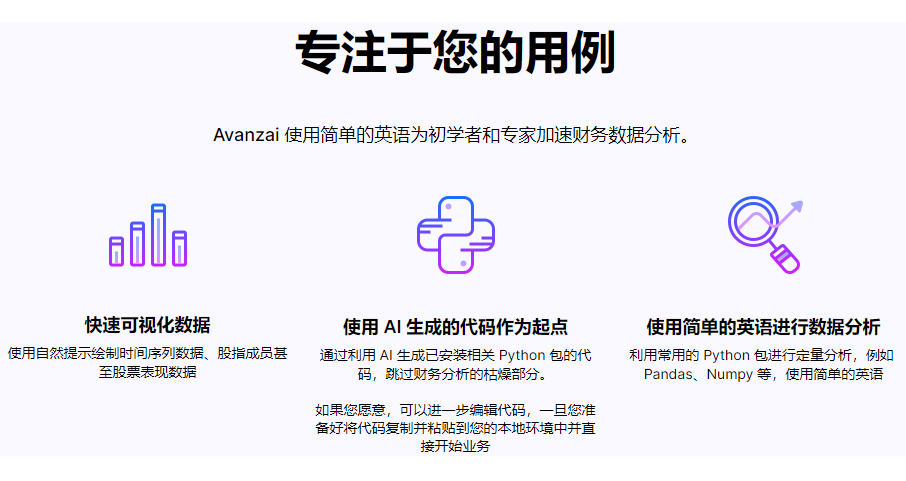 专注于您的用例
Avanzai 使用简单的英语为初学者和专家加速财务数据分析。
快速可视化数据
使用自然提示绘制时间序列数据、股指成员甚
至股票表现数据
使用 AI 生成的代码作为起点
通过利用 AI 生成已安装相关 Python 包的代
码，跳过财务分析的枯燥部分。
如果您愿意，可以进一步编辑代码，一旦您准
备好将代码复制并粘贴到您的本地环境中并直
接开始业务
使用简单的英语进行数据分析
利用常用的 Python 包进行定量分析，例如
Pandas、Numpy 等，使用简单的英语